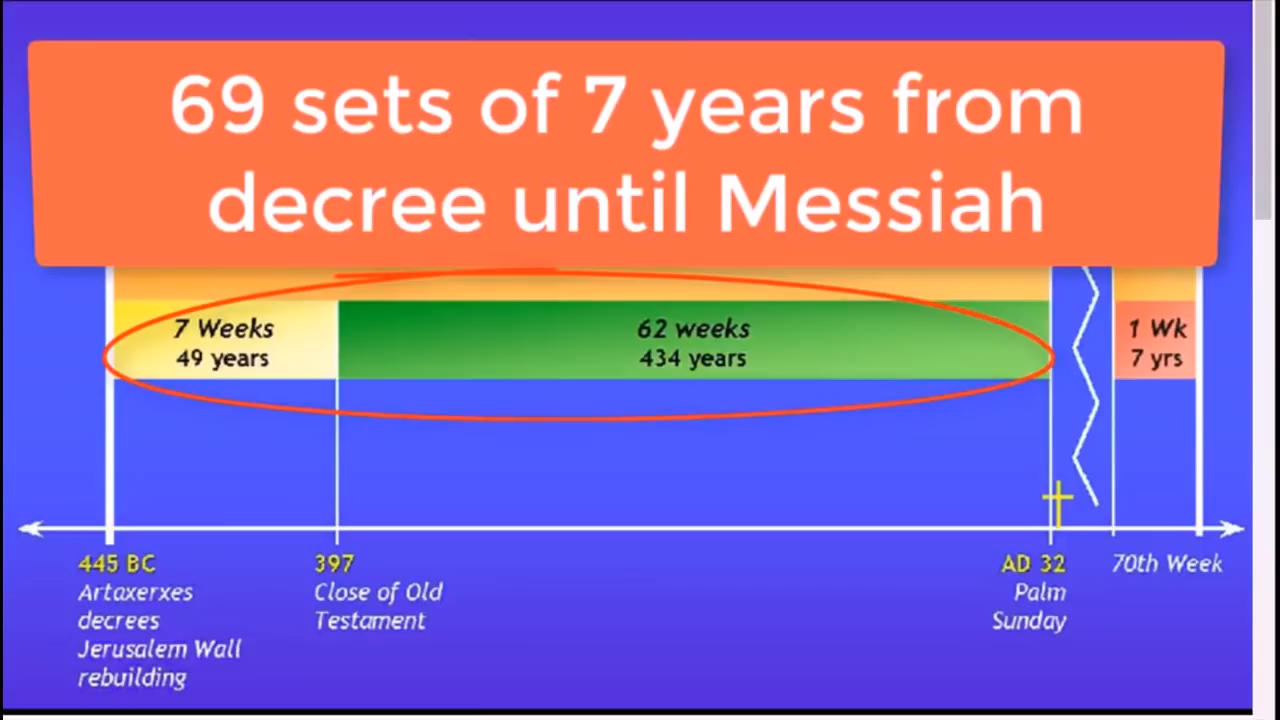 69 sets of 7 years from
decree until Messiah
7 Weeks
49 years
62 weeks
434 years
1 Wk
7 yrs
445 BC
Artaxerxes
decrees
Jerusalem Wall
rebuilding
397
Close of Old
Testament
AD 32
Palm
Sunday
70th Week